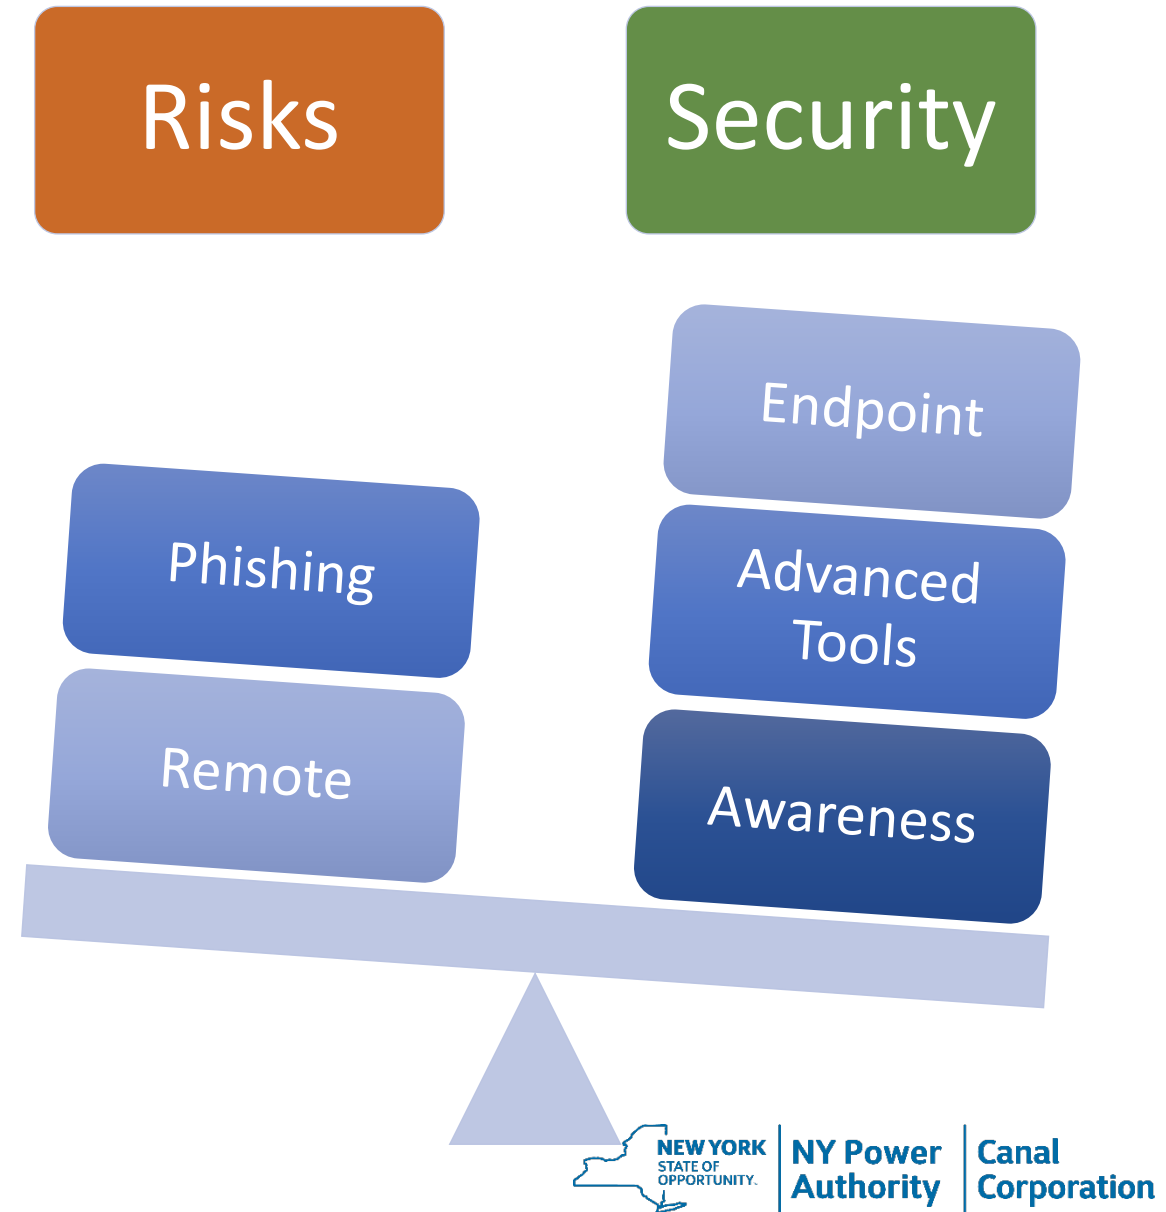 Risks
Security
Endpoint
Phishing
Advanced
Tools
Remote
Awareness
NEW YORK
STATE OF
OPPORTUNITY.
NY Power
Authority
Canal
Corporation